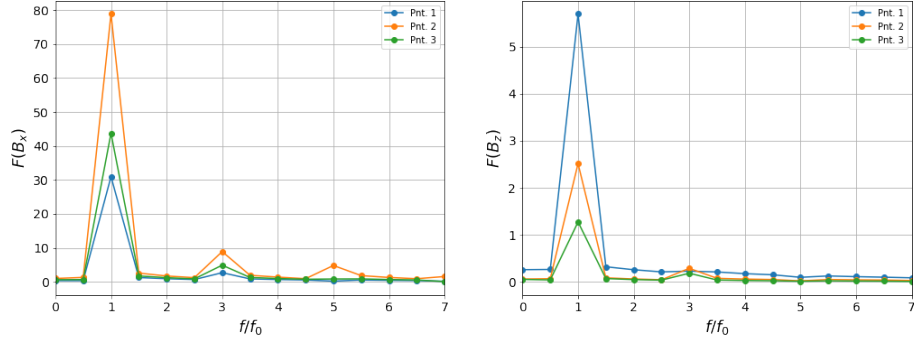 80
70
60
50
40
30
20
10
0
F(Bₓ)
0 1 2 3 4 5 6 7
f/f₀
Pnt. 1
Pnt. 2
Pnt. 3
5
4
3
2
1
0
F(B_z)
0 1 2 3 4 5 6 7
f/f₀
Pnt. 1
Pnt. 2
Pnt. 3